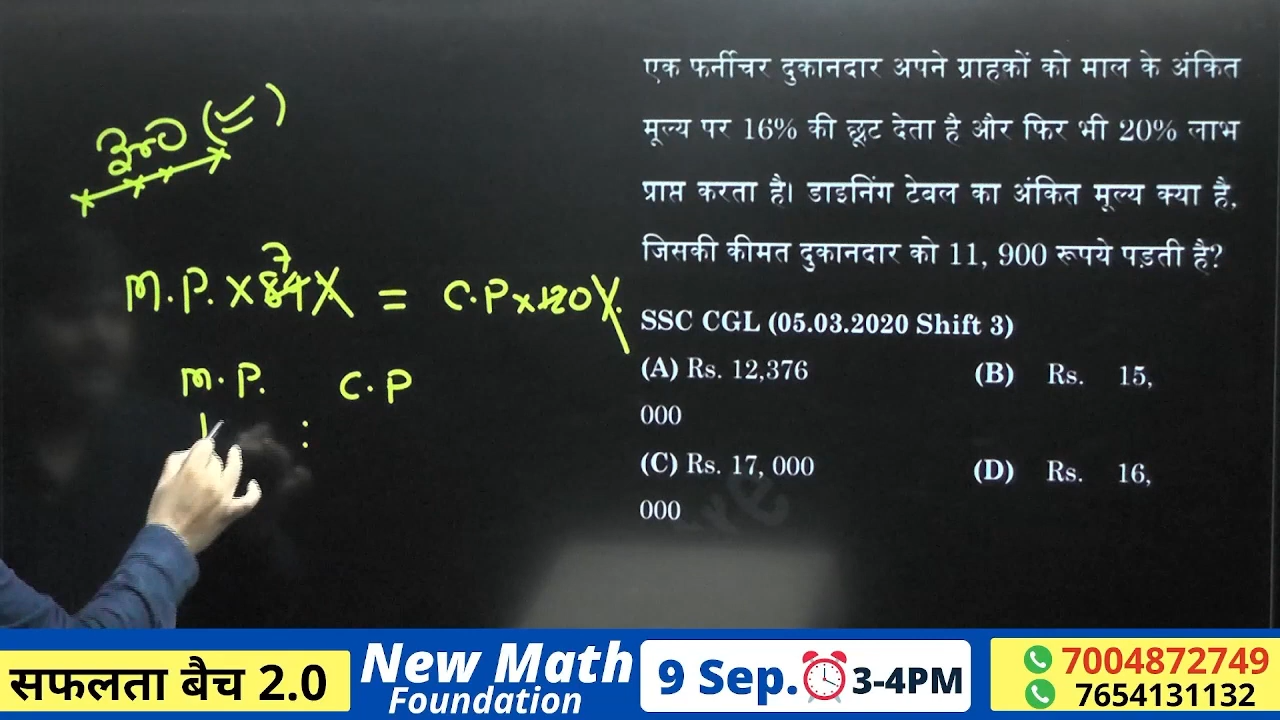 एक फर्नीचर दुकानदार अपने ग्राहकों को माल के अंकित
मूल्य पर 16% की छूट देता है और फिर भी 20% लाभ
प्राप्त करता है। डाइनिंग टेबल का अंकित मूल्य क्या है,
जिसकी कीमत दुकानदार को 11, 900 रूपये पड़ती है?
SSC CGL (05.03.2020 Shift 3)
(A) Rs. 12,376 (B) Rs. 15,
000
(C) Rs. 17, 000 (D) Rs. 16,
000
7
M.P. × 84% = C.P × 120%
M.P. C.P
:
सफलता बैच 2.0
New Math
Foundation
9 Sep.
3-4PM
7004872749
7654131132